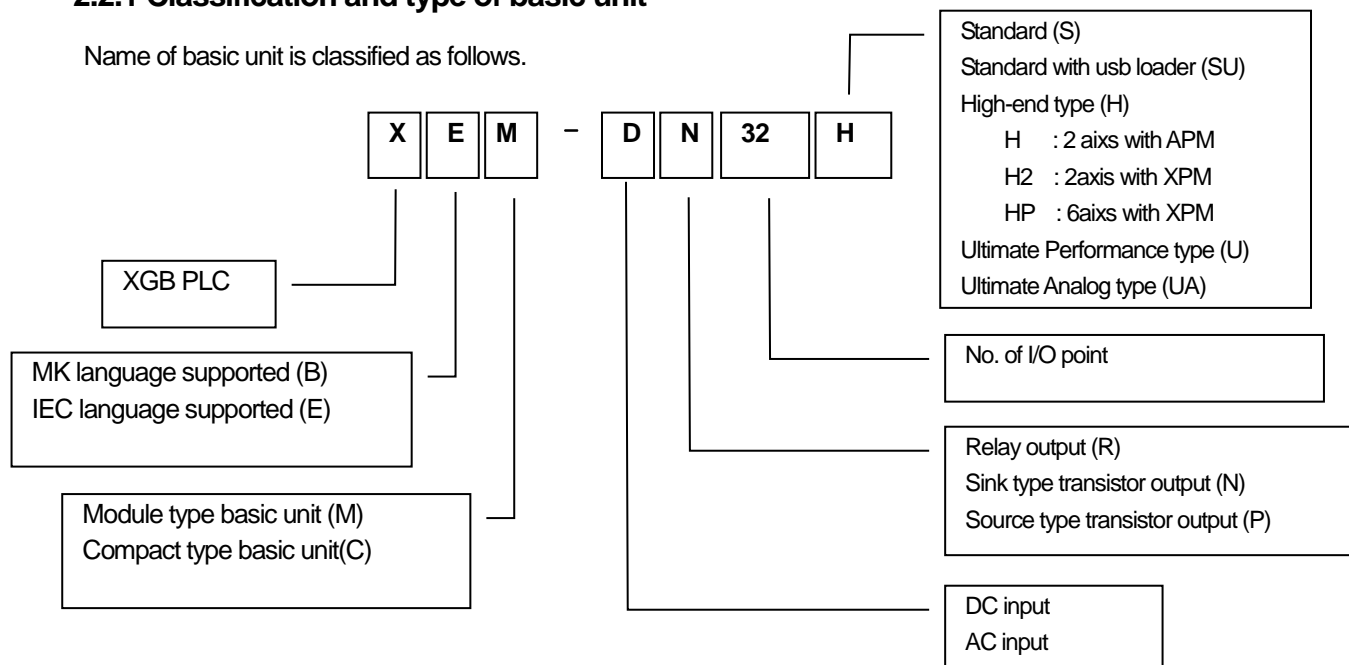 2.2.1 Classification and type of basic unit
Name of basic unit is classified as follows.
X E M – D N 32 H
Standard (S)
Standard with usb loader (SU)
High-end type (H)
H : 2 aixs with APM
H2 : 2axis with XPM
HP : 6aixs with XPM
Ultimate Performance type (U)
Ultimate Analog type (UA)
XGB PLC
No. of I/O point
MK language supported (B)
IEC language supported (E)
Relay output (R)
Sink type transistor output (N)
Source type transistor output (P)
Module type basic unit (M)
Compact type basic unit(C)
DC input
AC input